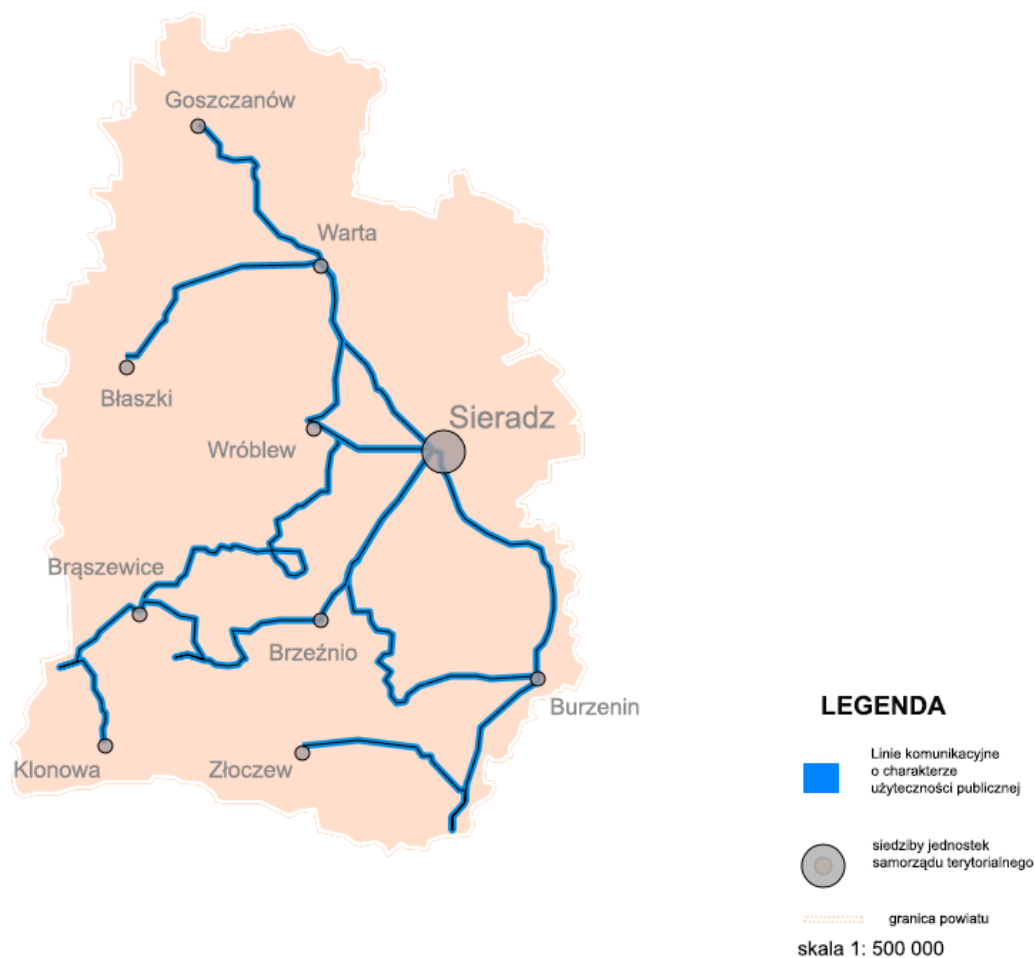 Goszczanów
Warta
Błaszki
Sieradz
Wróblew
Brąszewice
Brzeźnio
Burzenin
Klonowa
Złoczew
LEGENDA
Linie komunikacyjne
o charakterze
użyteczności publicznej
siedziby jednostek
samorządu terytorialnego
granica powiatu
skala 1: 500 000